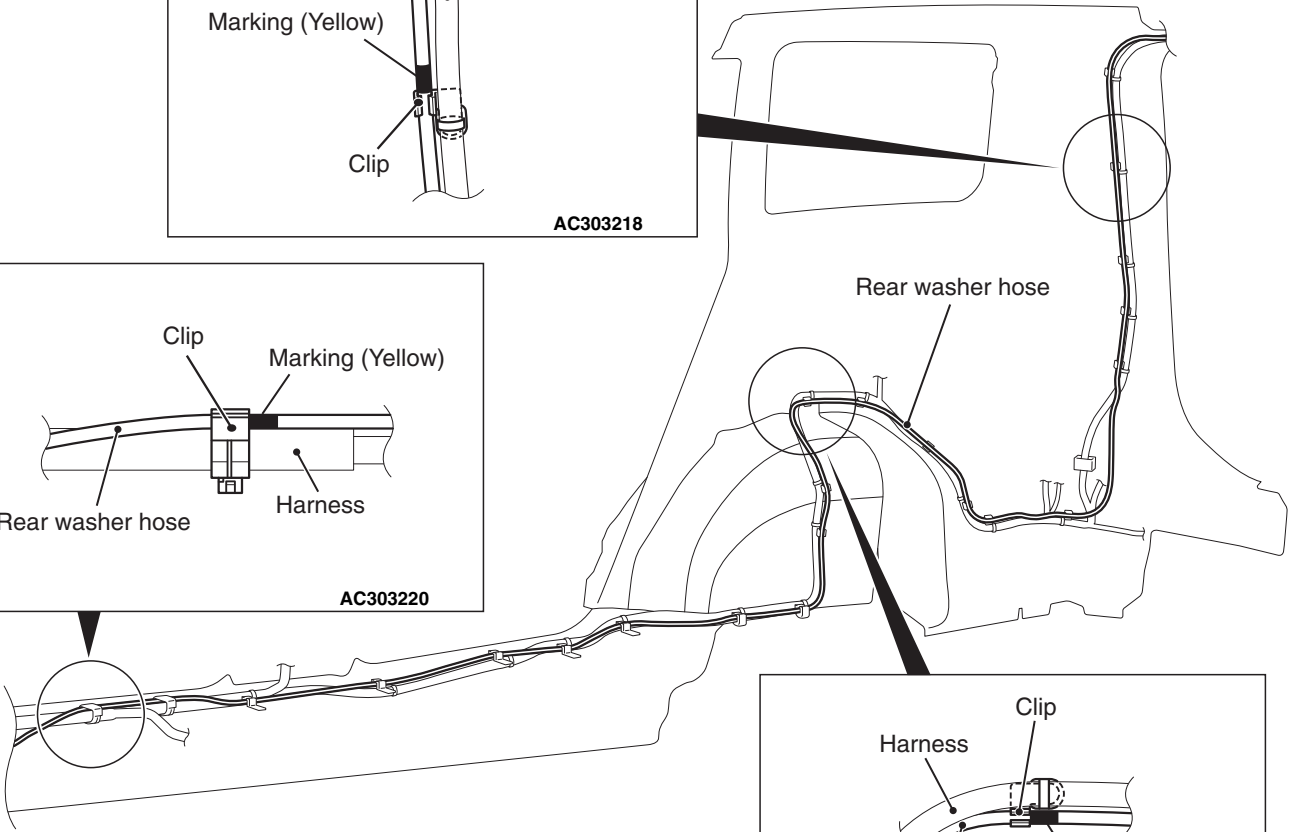 Marking (Yellow)
Clip
AC303218
Rear washer hose
Clip
Marking (Yellow)
Harness
Rear washer hose
AC303220
Clip
Harness